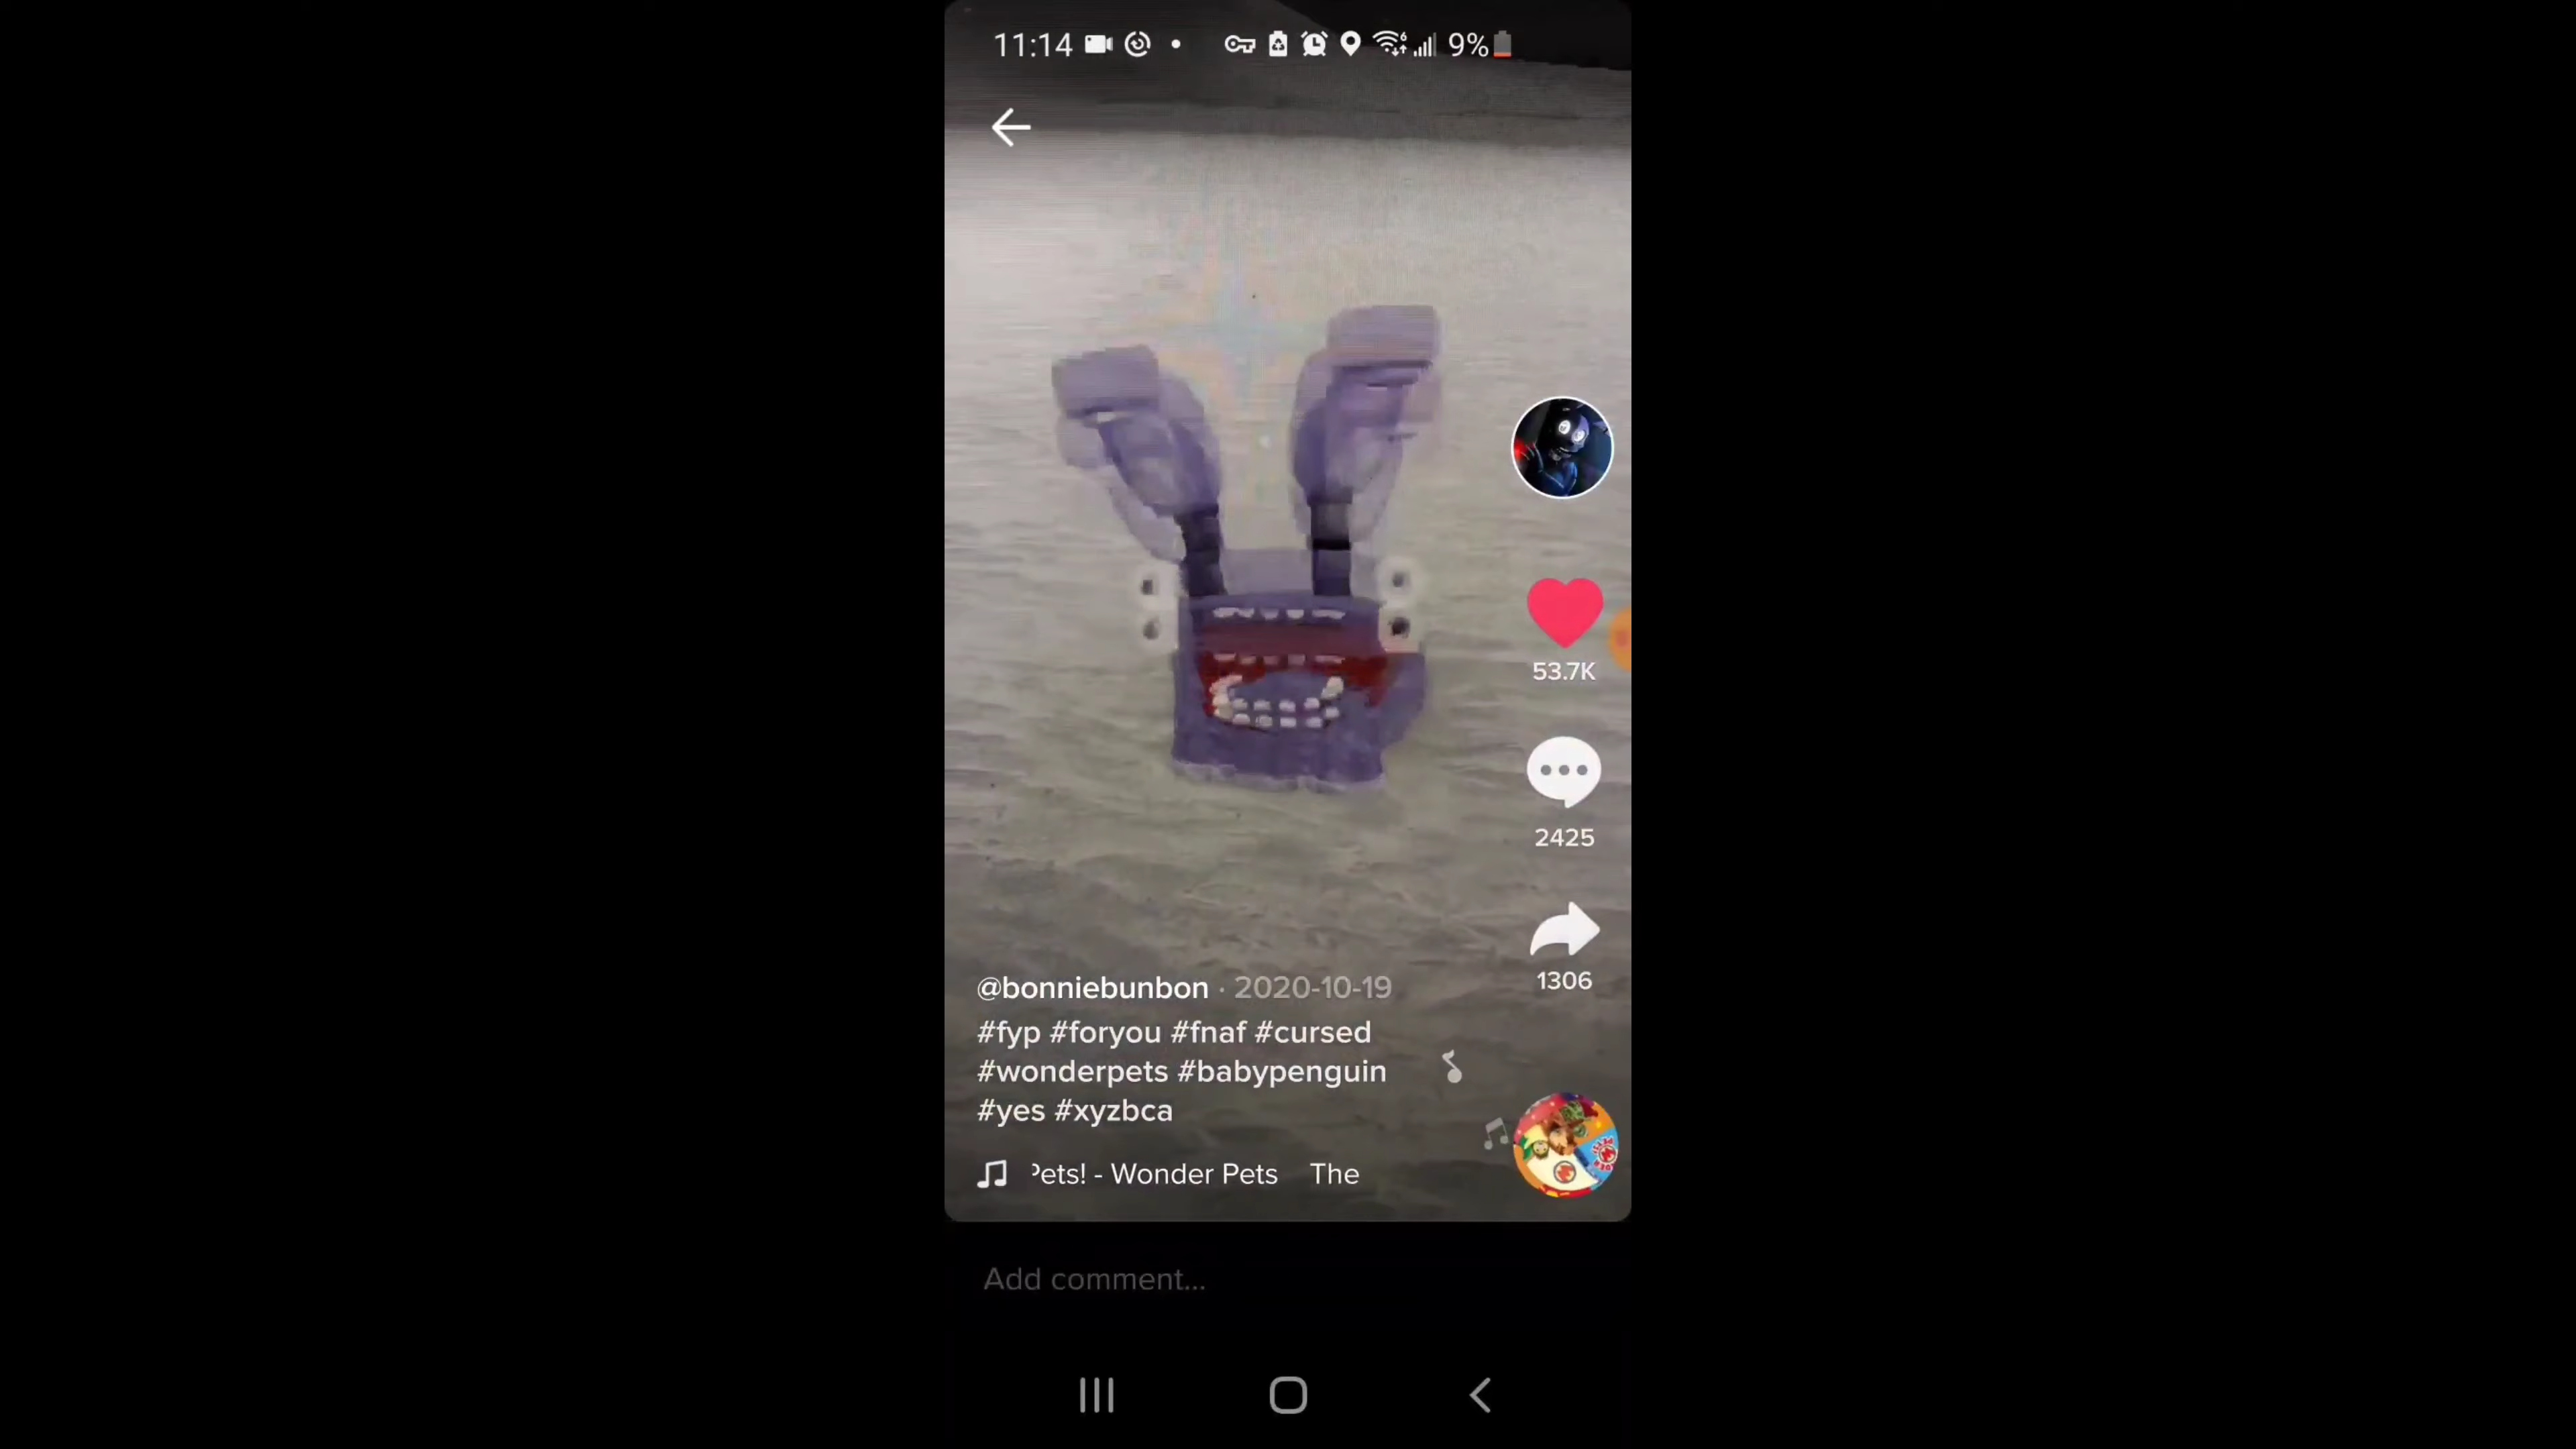 11:14
9%
53.7K
2425
1306
@bonniebunbon · 2020-10-19
#fyp #foryou #fnaf #cursed
#wonderpets #babypenguin
#yes #xyzbca
Pets! - Wonder Pets The
Add comment...